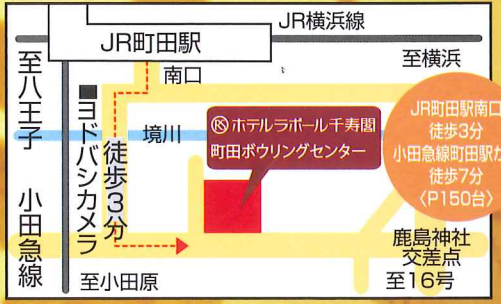 JR横浜線
JR町田駅
至横浜
南口
至八王子
ヨドバシカメラ
境川
徒歩3分
Ⓡホテルラポール千寿閣
町田ボウリングセンター
JR町田駅南口
徒歩3分
小田急線町田駅か
徒歩7分
〈P150台〉
小田急線
至小田原
鹿島神社
交差点
至16号